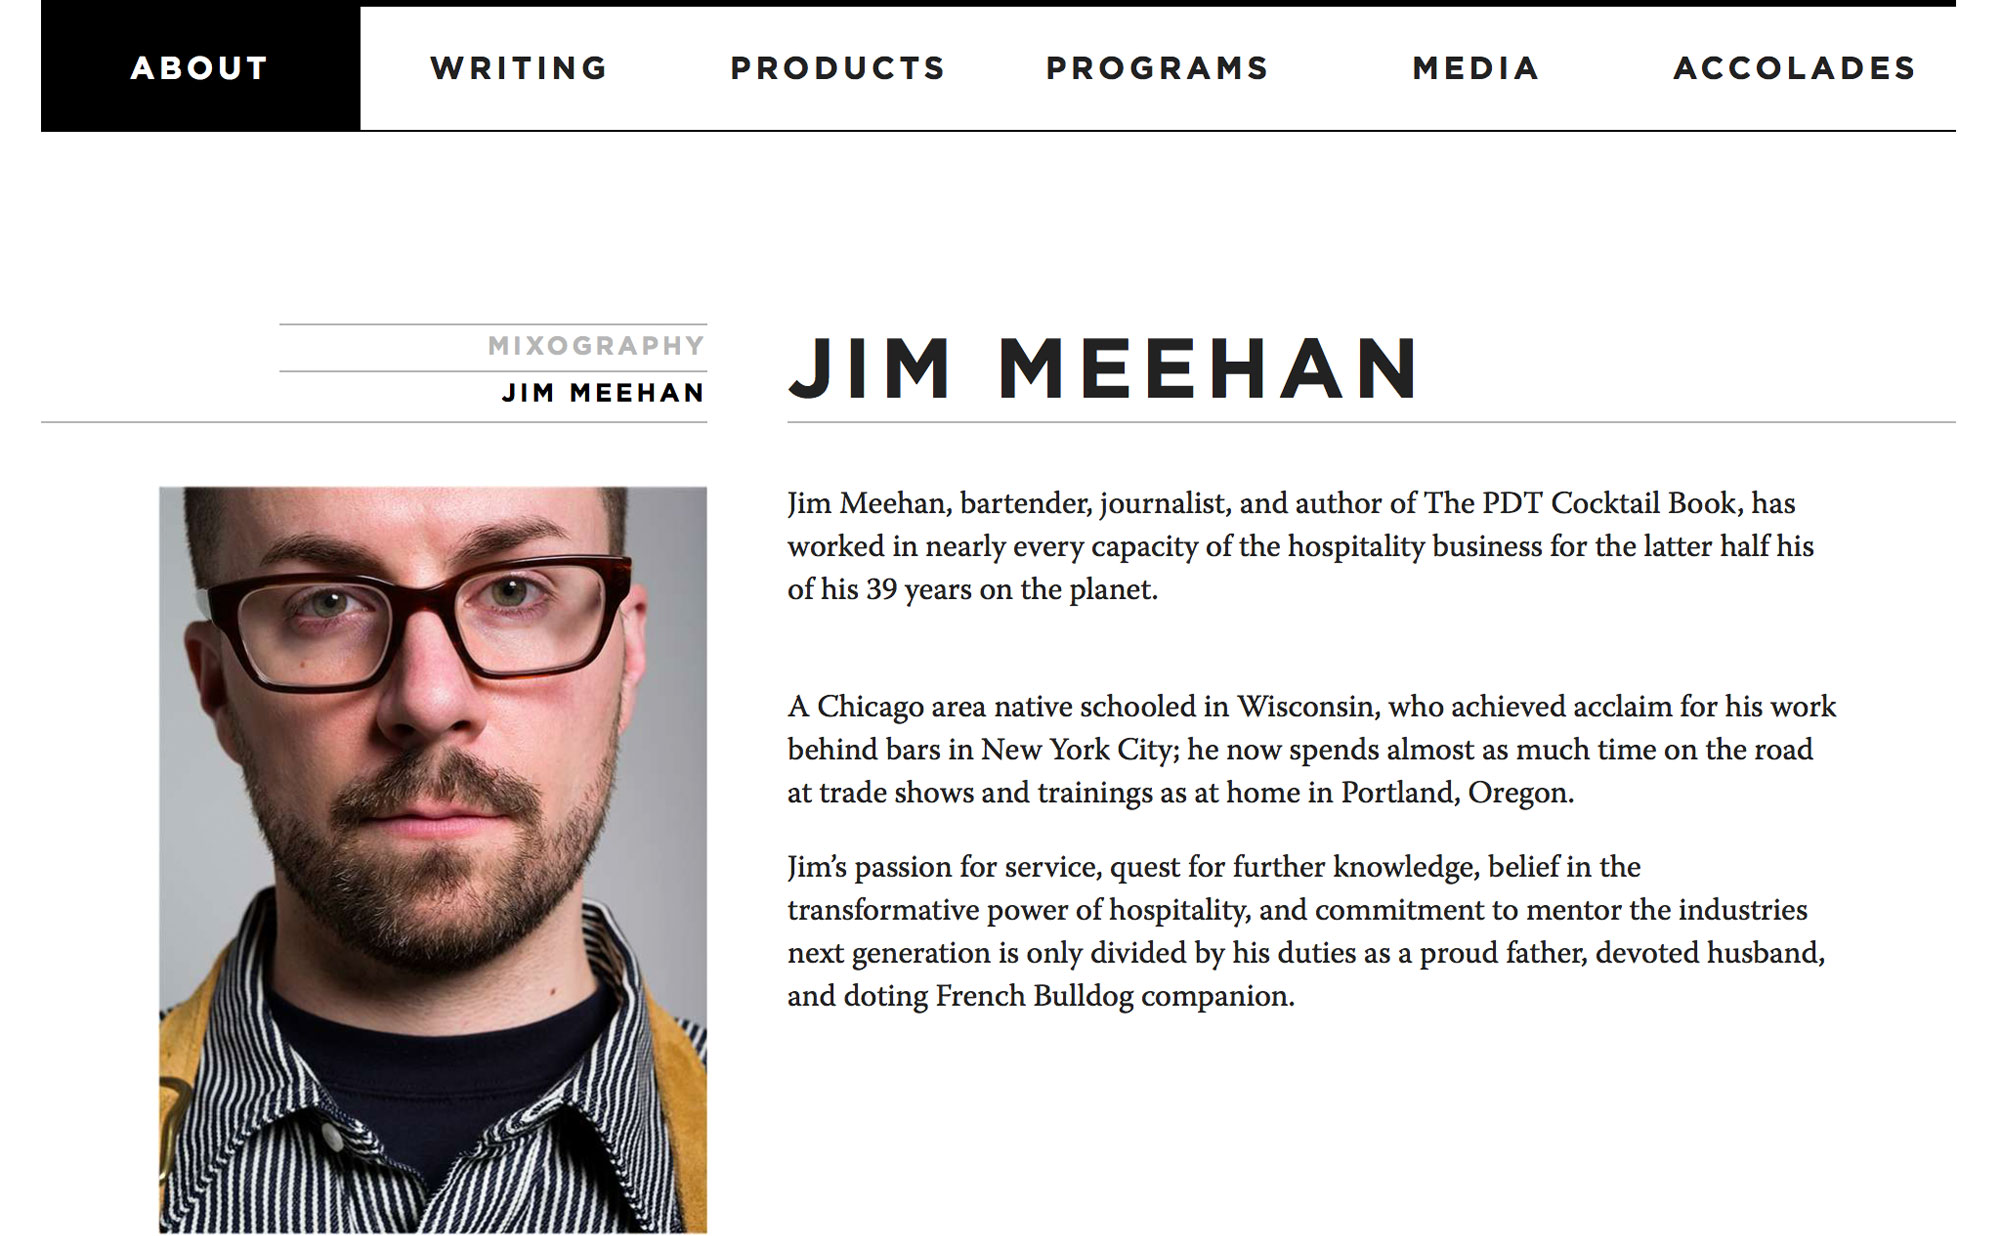 ABOUT WRITING PRODUCTS PROGRAMS MEDIA ACCOLADES
MIXOGRAPHY
JIM MEEHAN
JIM MEEHAN
Jim Meehan, bartender, journalist, and author of The PDT Cocktail Book, has
worked in nearly every capacity of the hospitality business for the latter half his
of his 39 years on the planet.
A Chicago area native schooled in Wisconsin, who achieved acclaim for his work
behind bars in New York City; he now spends almost as much time on the road
at trade shows and trainings as at home in Portland, Oregon.
Jim’s passion for service, quest for further knowledge, belief in the
transformative power of hospitality, and commitment to mentor the industries
next generation is only divided by his duties as a proud father, devoted husband,
and doting French Bulldog companion.